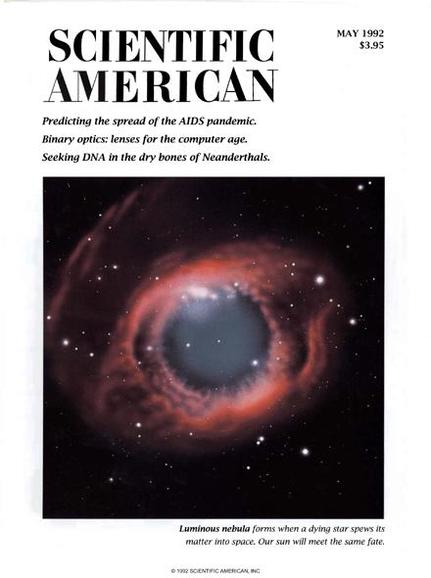 SCIENTIFIC
AMERICAN
MAY 1992
$3.95
Predicting the spread of the AIDS pandemic.
Binary optics: lenses for the computer age.
Seeking DNA in the dry bones of Neanderthals.
Luminous nebula forms when a dying star spews its
matter into space. Our sun will meet the same fate.
© 1992 SCIENTIFIC AMERICAN, INC